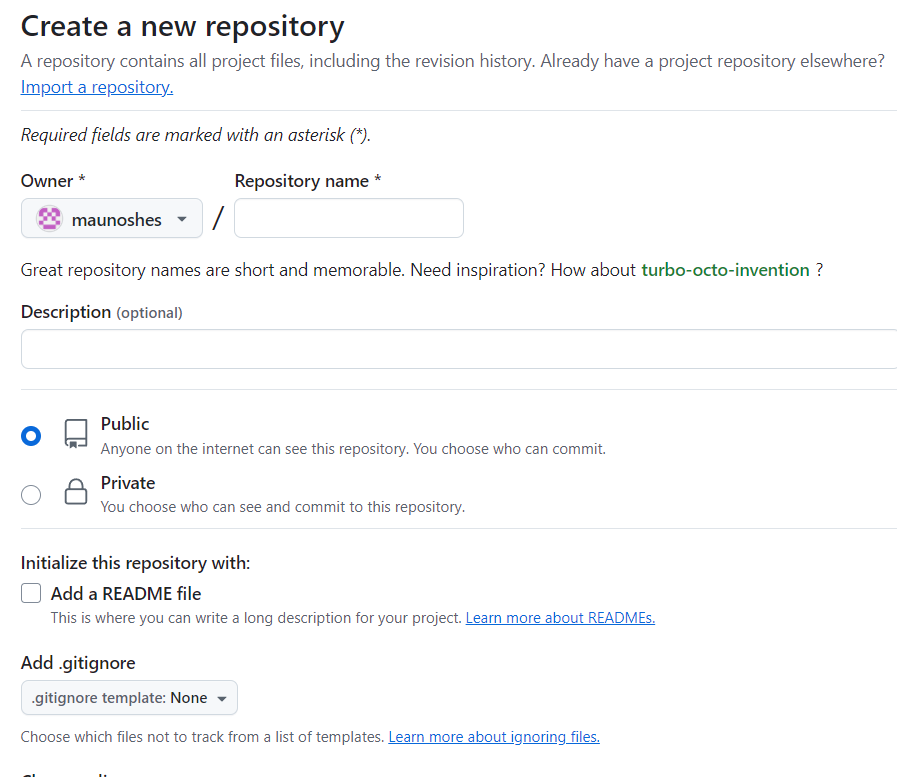 Create a new repository
A repository contains all project files, including the revision history. Already have a project repository elsewhere?
Import a repository.
Required fields are marked with an asterisk (*).
Owner * Repository name *
maunoshes /
Great repository names are short and memorable. Need inspiration? How about turbo-octo-invention ?
Description (optional)
Public
Anyone on the internet can see this repository. You choose who can commit.
Private
You choose who can see and commit to this repository.
Initialize this repository with:
Add a README file
This is where you can write a long description for your project. Learn more about READMEs.
Add .gitignore
.gitignore template: None
Choose which files not to track from a list of templates. Learn more about ignoring files.